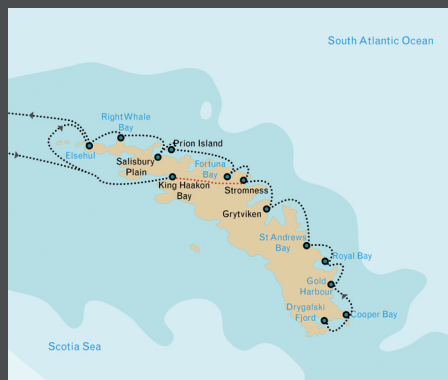 South Atlantic Ocean
Right Whale
Bay
Elsehul
Prion Island
Salisbury
Plain
Fortuna
Bay
King Haakon
Bay
Stromness
Grytviken
St Andrews
Bay
Royal Bay
Gold
Harbour
Drygalski
Fjord
Cooper Bay
Scotia Sea